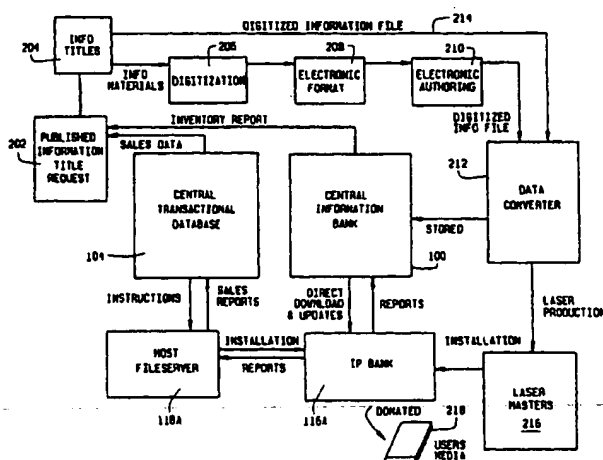 DIGITIZED INFORMATION FILE
214
204
INFO
TITLES
INFO
MATERIALS
206
DIGITIZATION
208
ELECTRONIC
FORMAT
210
ELECTRONIC
AUTHORING
INVENTORY REPORT
SALES DATA
DIGITIZED
INFO FILE
202
PUBLISHED
INFORMATION
TITLE
REQUEST
CENTRAL
TRANSACTIONAL
DATABASE
104
CENTRAL
INFORMATION
BANK
100
212
DATA
CONVERTER
STORED
INSTRUCTIONS
SALES
REPORTS
DIRECT
DOWNLOAD
& UPDATES
REPORTS
LASER
PRODUCTION
HOST
FILESERVER
118A
INSTALLATION
REPORTS
IP BANK
116A
INSTALLATION
LASER
MASTERS
216
DONATED
218
USERS
MEDIA